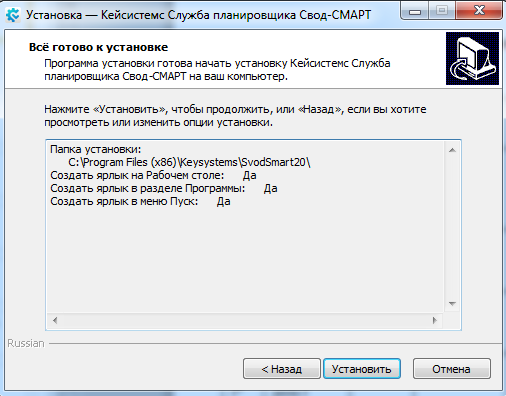 Установка — Кейсистемс Служба планировщика Свод-СМАРТ
Всё готово к установке
Программа установки готова начать установку Кейсистемс Служба
планировщика Свод-СМАРТ на ваш компьютер.
Нажмите «Установить», чтобы продолжить, или «Назад», если вы хотите
просмотреть или изменить опции установки.
Папка установки:
C:\Program Files (x86)\Keysystems\SvodSmart20\
Создать ярлык на Рабочем столе: Да
Создать ярлык в разделе Программы: Да
Создать ярлык в меню Пуск: Да
Russian
< Назад
Установить
Отмена